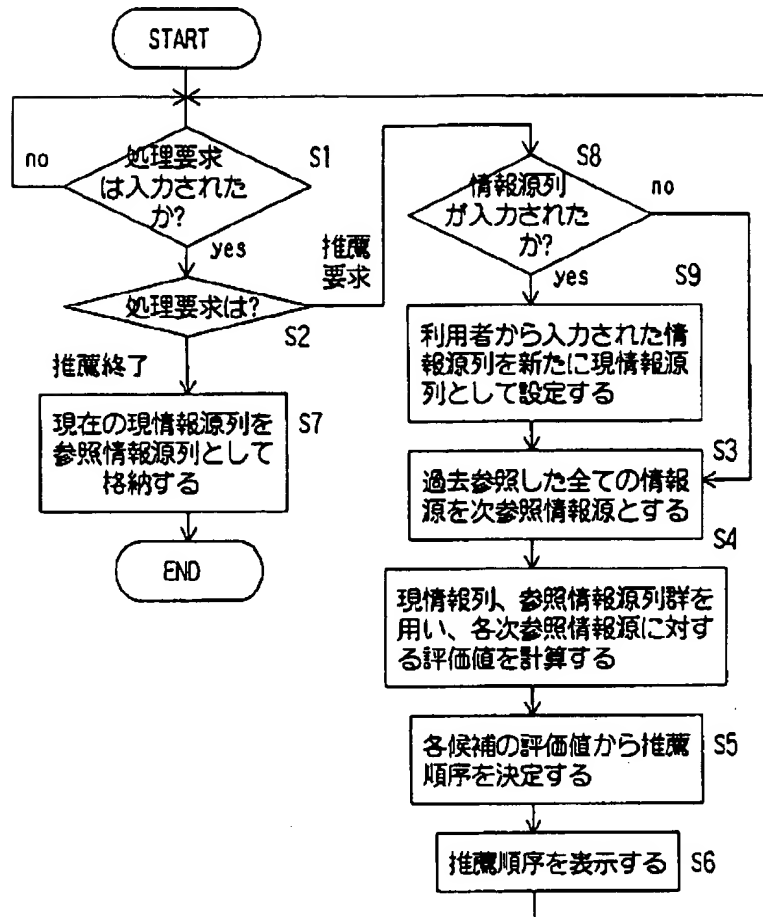 START
no
処理要求
は入力された
か?
S1
yes
処理要求は?
S2
推薦
要求
推薦終了
現在の現情報源列を
参照情報源列として
格納する
S7
END
情報源列
が入力された
か?
S8
no
yes
S9
利用者から入力された情
報源列を新たに現情報源
列として設定する
S3
過去参照した全ての情報
源を次参照情報源とする
S4
現情報列、参照情報源列群を
用い、各次参照情報源に対す
る評価値を計算する
各候補の評価値から推薦
順序を決定する
S5
推薦順序を表示する
S6